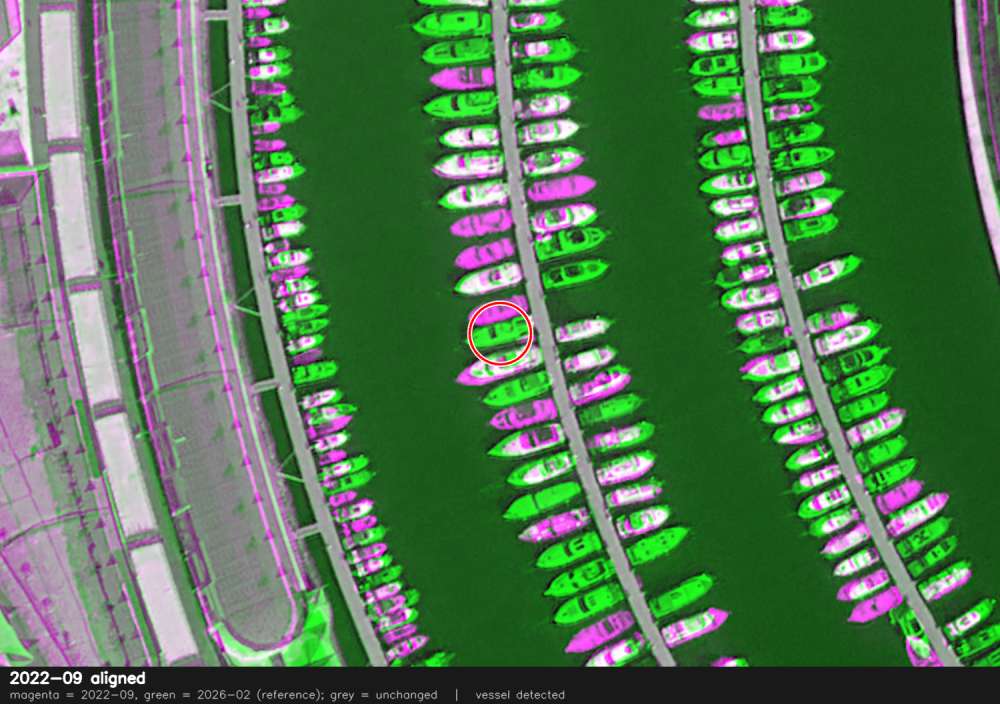 2022-09 aligned
magenta = 2022-09, green = 2026-02 (reference); grey = unchanged | vessel detected